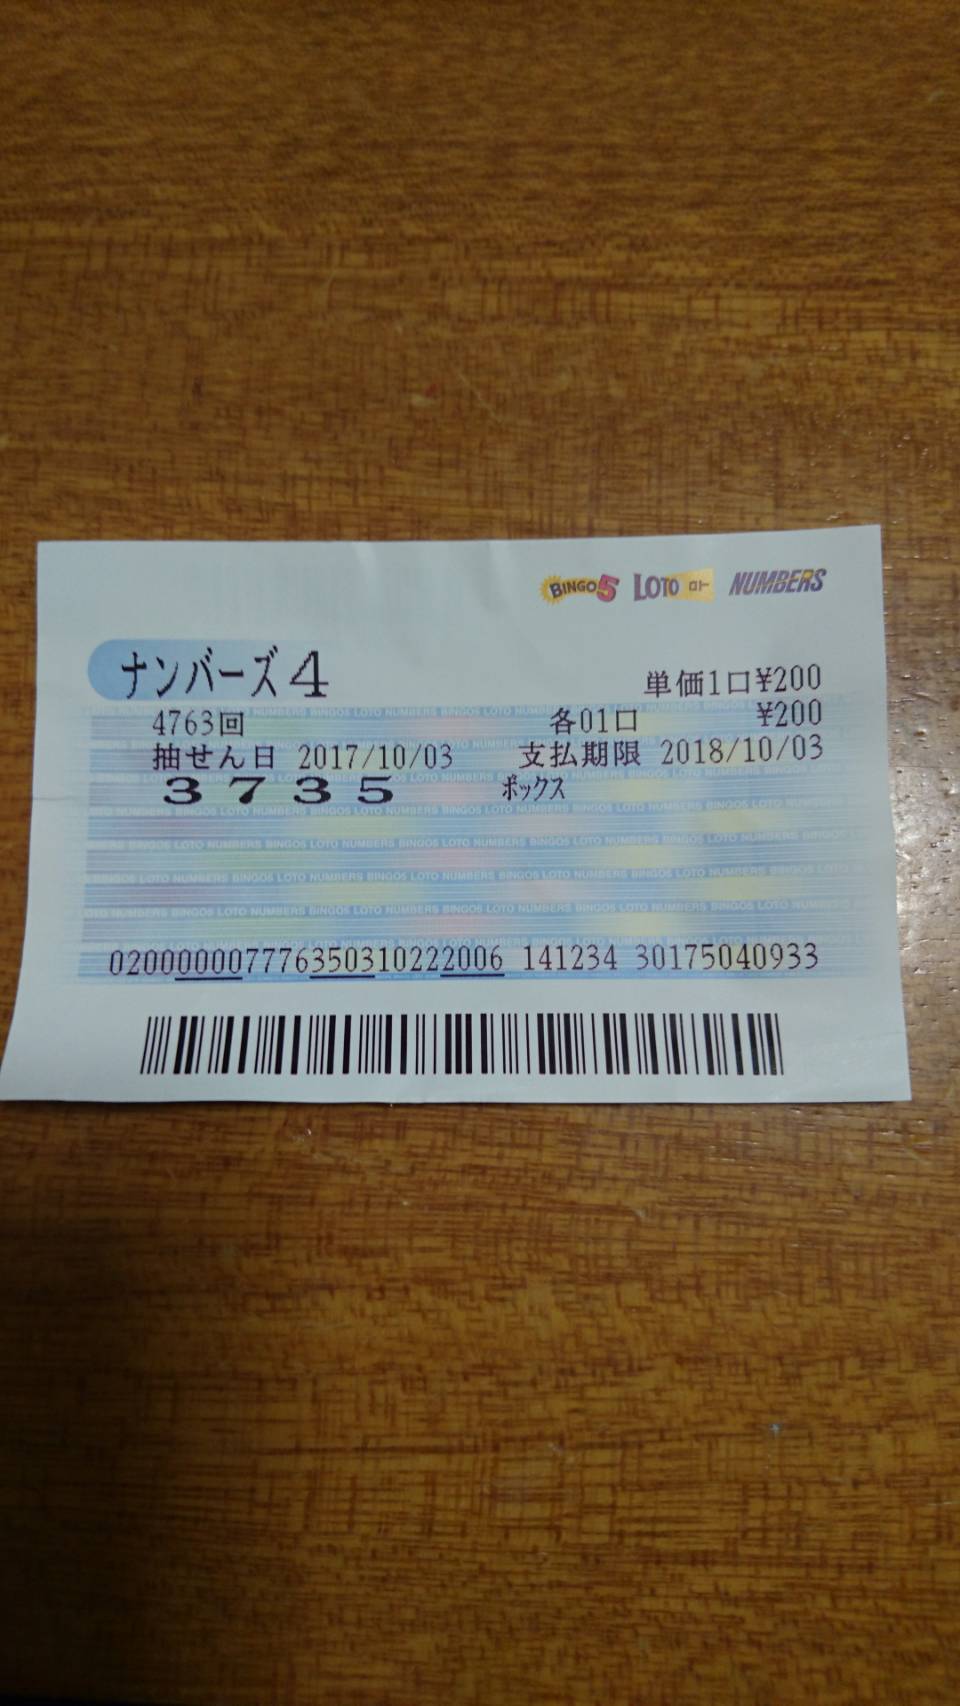 BINGO5 LOTO ロト NUMBERS
ナンバーズ4
単価1口¥200
4763回 各01口 ¥200
抽せん日 2017/10/03 支払期限 2018/10/03
3735 ボックス
0200000007776350310222006 141234 30175040933